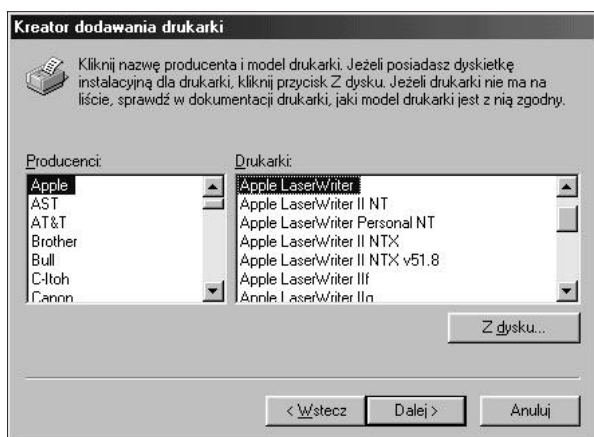 Kreator dodawania drukarki
Kliknij nazwę producenta i model drukarki. Jeżeli posiadasz dyskietkę
instalacyjną dla drukarki, kliknij przycisk Z dysku. Jeżeli drukarki nie ma na
liście, sprawdź w dokumentacji drukarki, jaki model drukarki jest z nią zgodny.
Producenci:
Apple
AST
AT&T
Brother
Bull
C-Itoh
Canon
Drukarki:
Apple LaserWriter
Apple LaserWriter II NT
Apple LaserWriter Personal NT
Apple LaserWriter II NTX
Apple LaserWriter II NTX v51.8
Apple LaserWriter IIf
Apple LaserWriter IIg
Z dysku...
< Wstecz
Dalej >
Anuluj